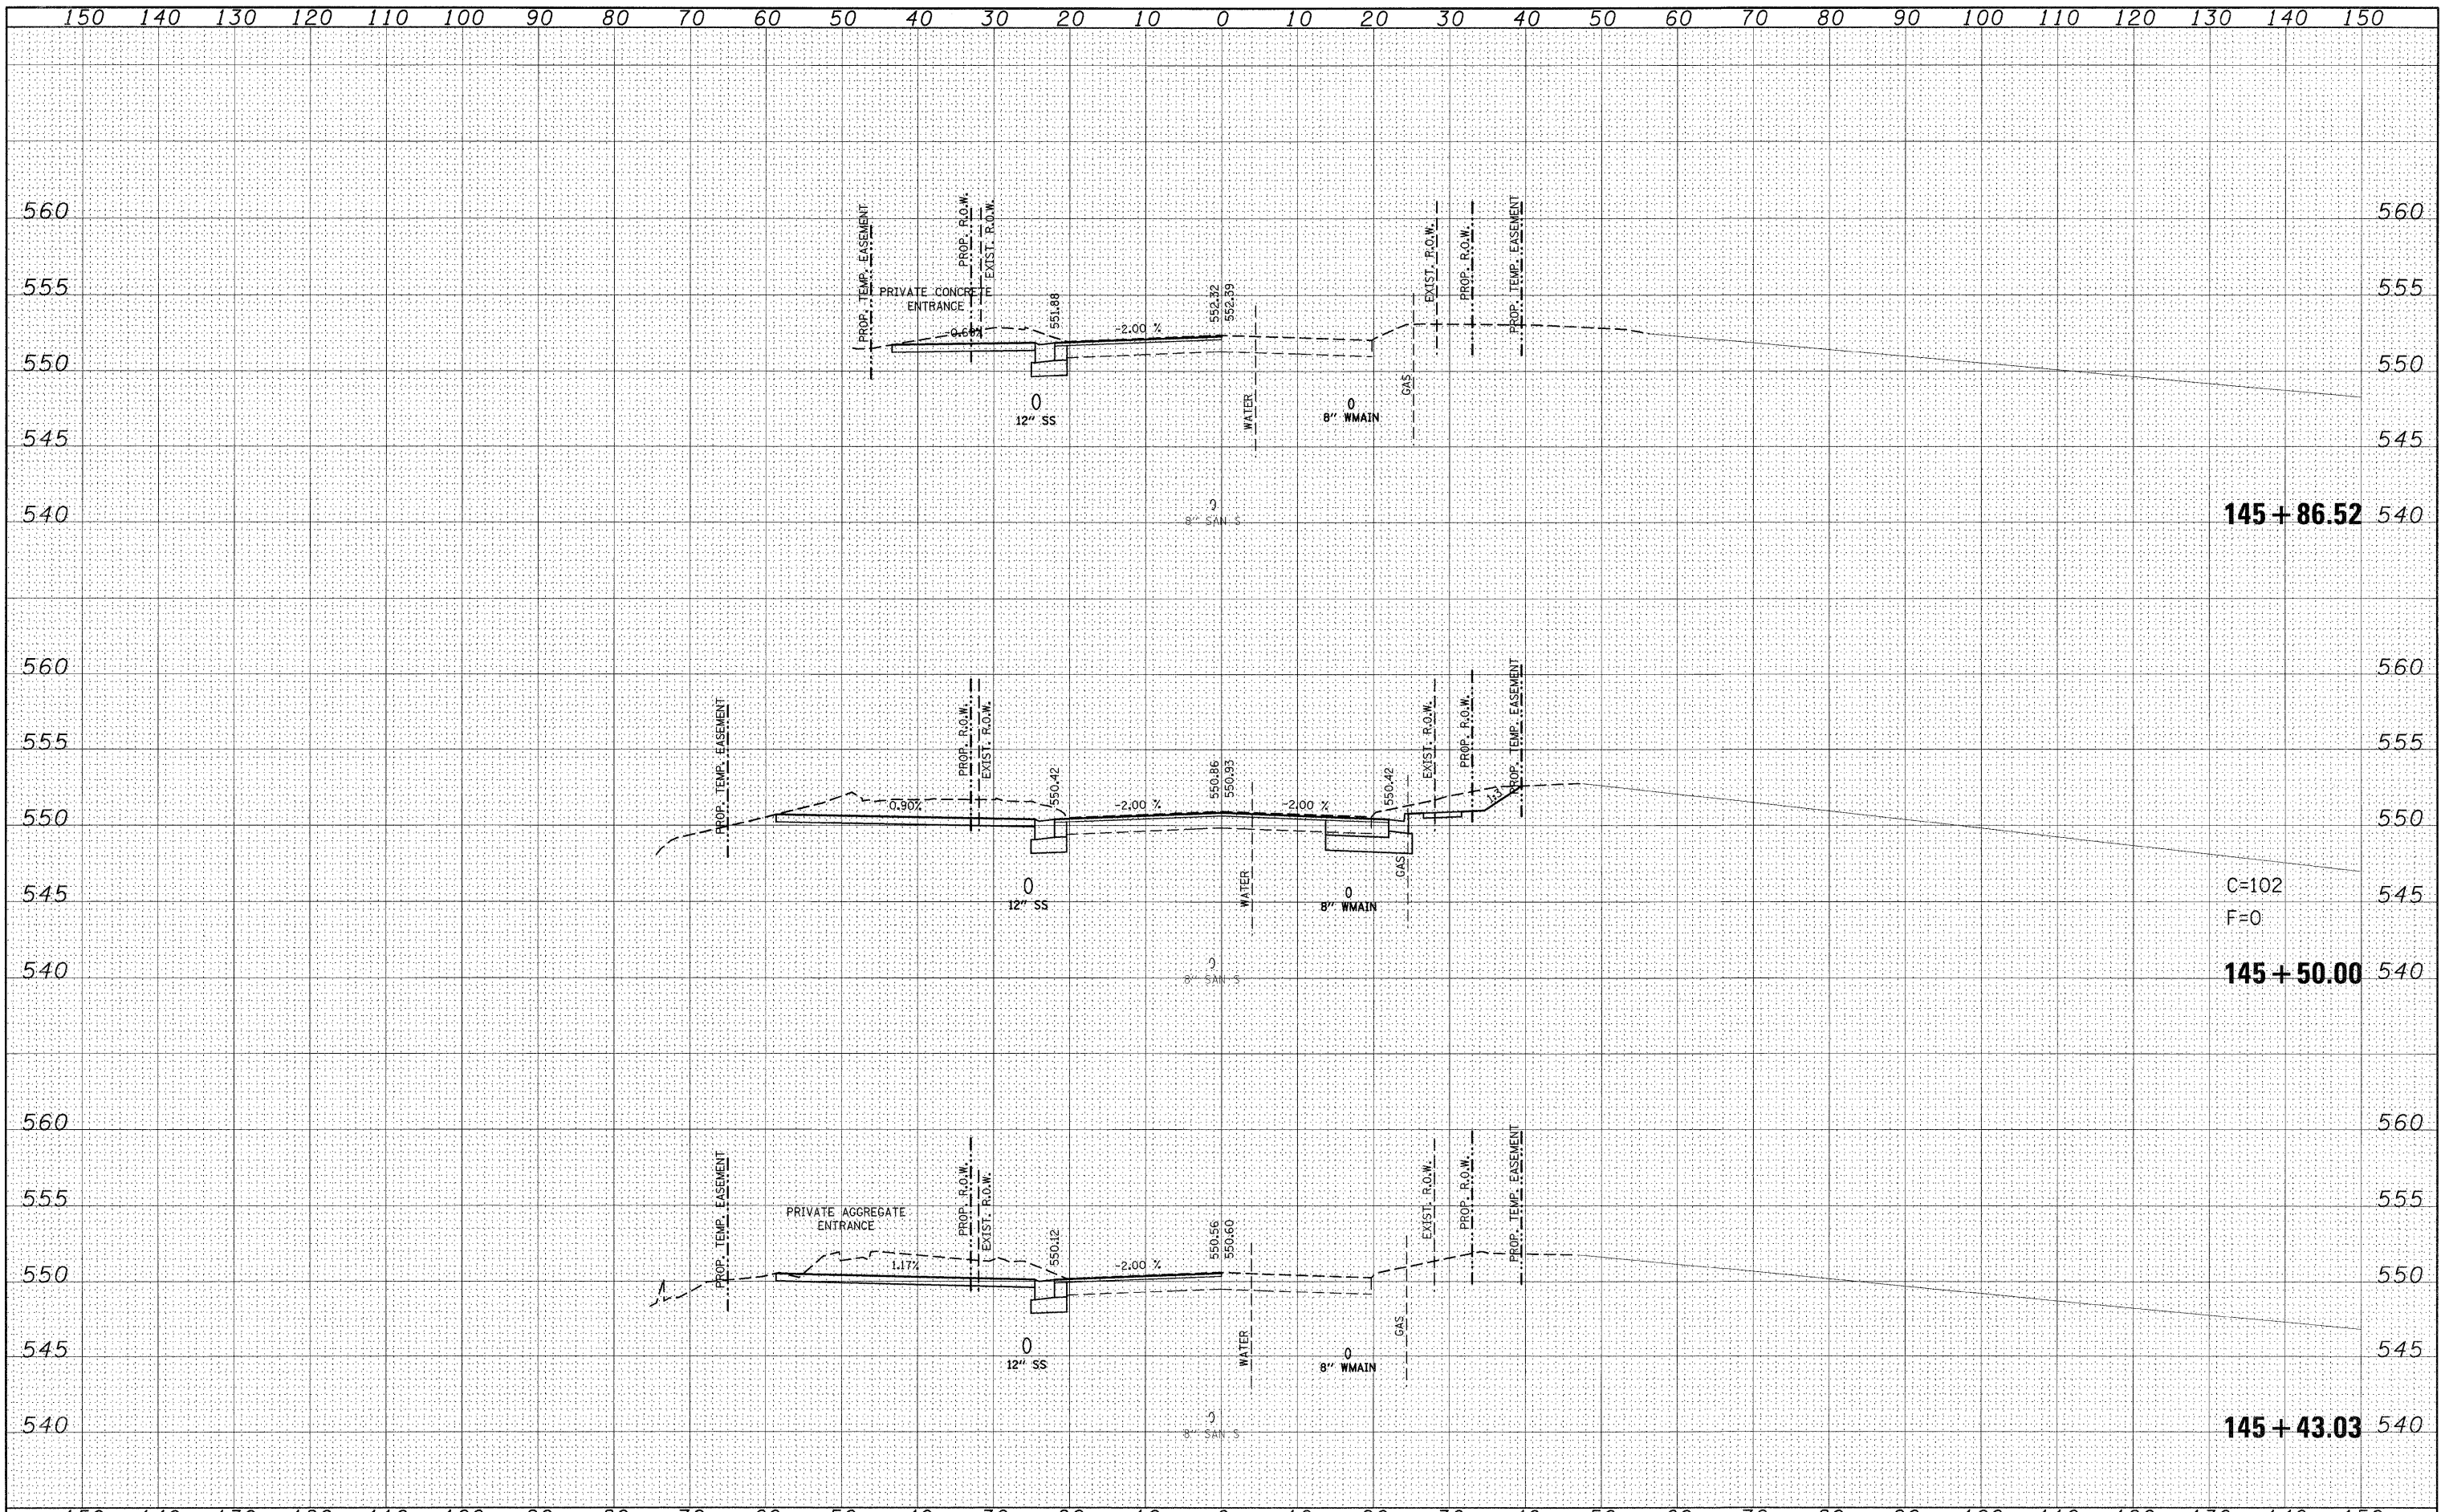 150 140 130 120 110 100 90 80 70 60 50 40 30 20 10 0 10 20 30 40 50 60 70 80 90 100 110 120 130 140 150
560 560
555 555
550 550
545 545
540 540
PROP. TEMP. EASEMENT
PRIVATE CONCRETE
ENTRANCE
-0.60%
PROP. R.O.W.
EXIST. R.O.W.
551.88
-2.00 %
552.32
552.39
WATER
GAS
EXIST. R.O.W.
PROP. R.O.W.
PROP. TEMP. EASEMENT
12" SS
8" WMAIN
8" SAN S
145 + 86.52
560 560
555 555
550 550
545 545
540 540
PROP. TEMP. EASEMENT
0.90%
PROP. R.O.W.
EXIST. R.O.W.
550.42
-2.00 %
550.86
550.93
-2.00 %
550.42
WATER
GAS
EXIST. R.O.W.
PROP. R.O.W.
PROP. TEMP. EASEMENT
1:3
12" SS
8" WMAIN
8" SAN S
C=102
F=0
145 + 50.00
560 560
555 555
550 550
545 545
540 540
PROP. TEMP. EASEMENT
PRIVATE AGGREGATE
ENTRANCE
1.17%
PROP. R.O.W.
EXIST. R.O.W.
550.12
-2.00 %
550.56
550.60
WATER
GAS
EXIST. R.O.W.
PROP. R.O.W.
PROP. TEMP. EASEMENT
12" SS
8" WMAIN
8" SAN S
145 + 43.03